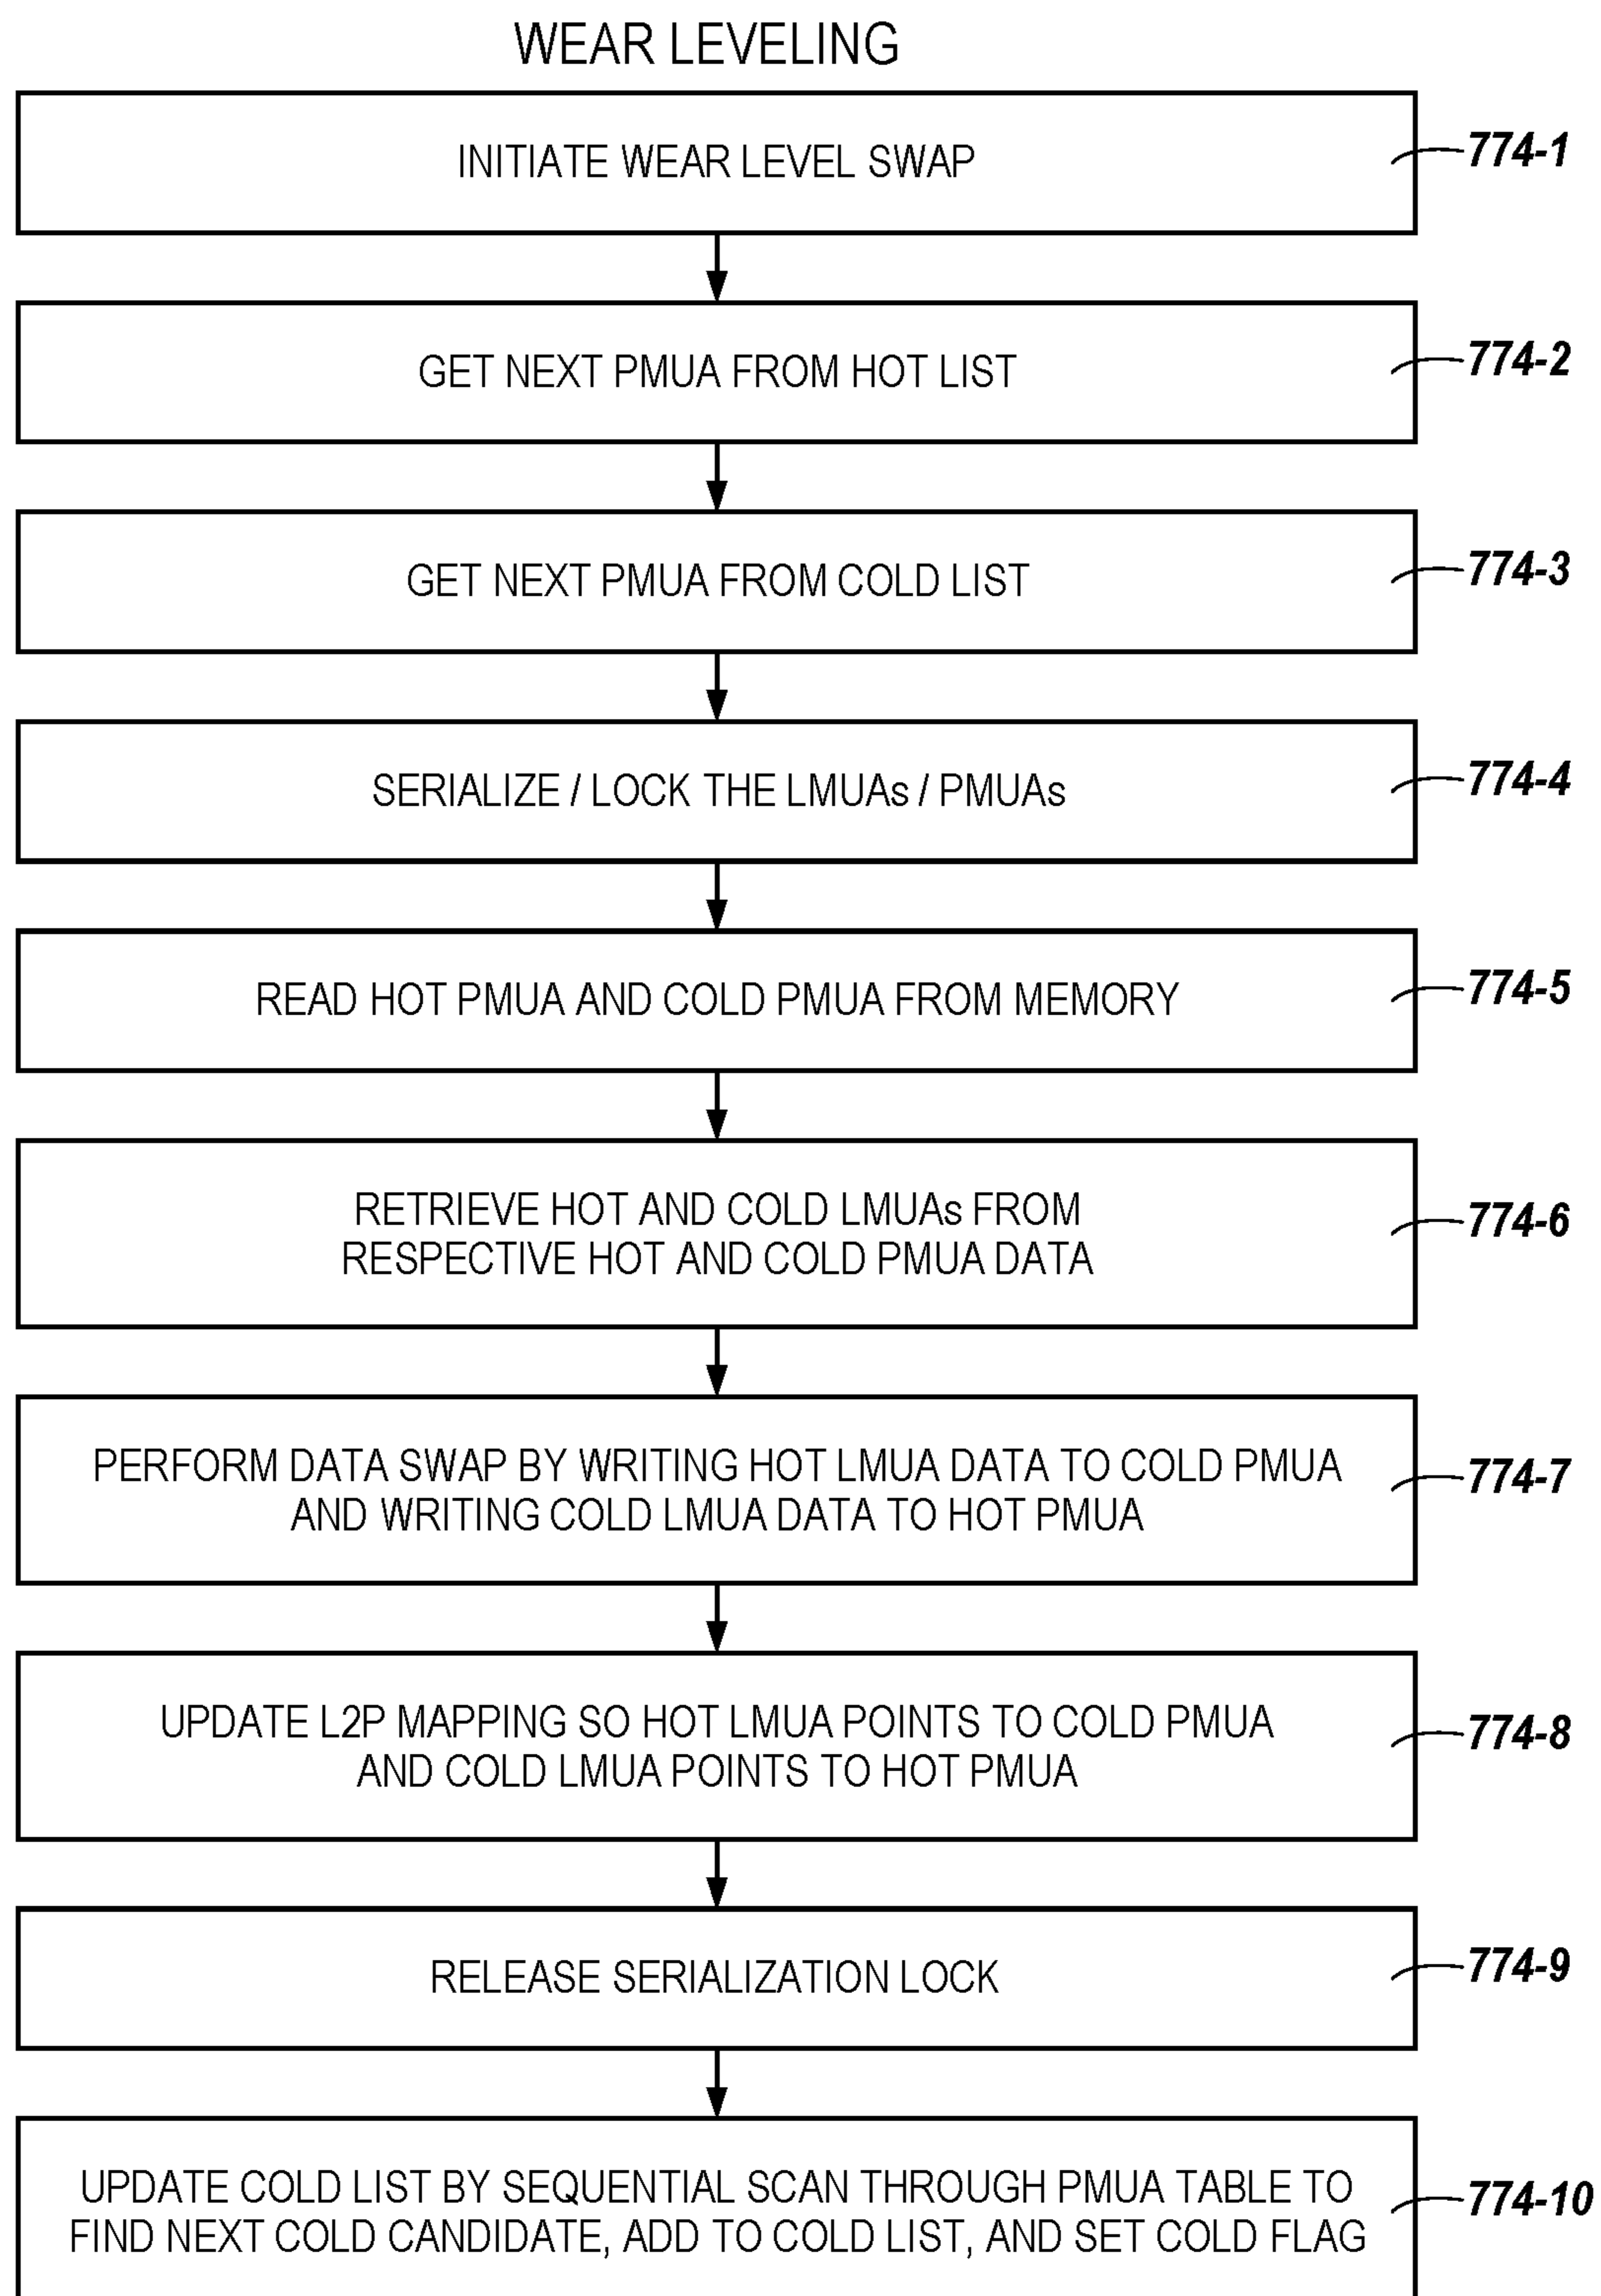 WEAR LEVELING
INITIATE WEAR LEVEL SWAP
774-1
GET NEXT PMUA FROM HOT LIST
774-2
GET NEXT PMUA FROM COLD LIST
774-3
SERIALIZE / LOCK THE LMUAs / PMUAs
774-4
READ HOT PMUA AND COLD PMUA FROM MEMORY
774-5
RETRIEVE HOT AND COLD LMUAs FROM
RESPECTIVE HOT AND COLD PMUA DATA
774-6
PERFORM DATA SWAP BY WRITING HOT LMUA DATA TO COLD PMUA
AND WRITING COLD LMUA DATA TO HOT PMUA
774-7
UPDATE L2P MAPPING SO HOT LMUA POINTS TO COLD PMUA
AND COLD LMUA POINTS TO HOT PMUA
774-8
RELEASE SERIALIZATION LOCK
774-9
UPDATE COLD LIST BY SEQUENTIAL SCAN THROUGH PMUA TABLE TO
FIND NEXT COLD CANDIDATE, ADD TO COLD LIST, AND SET COLD FLAG
774-10